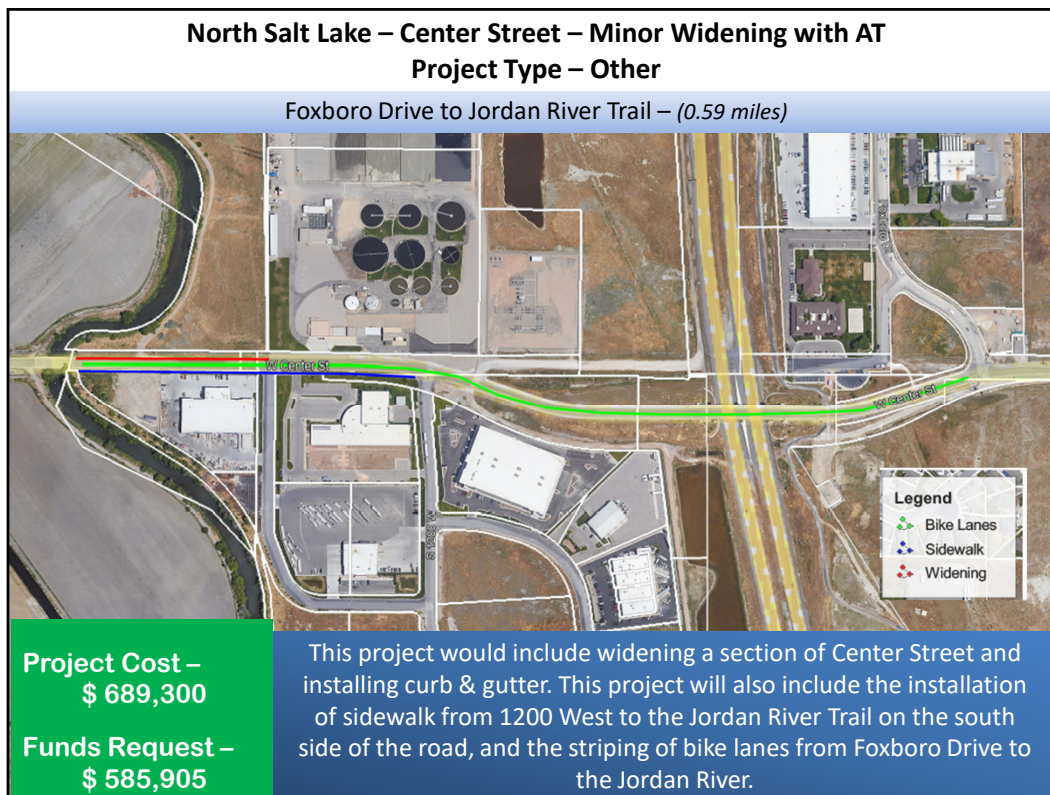 North Salt Lake – Center Street – Minor Widening with AT
Project Type – Other
Foxboro Drive to Jordan River Trail – (0.59 miles)
Foxboro Dr
W Center St
W Center St
Legend
Bike Lanes
Sidewalk
Widening
Project Cost –
$ 689,300
Funds Request –
$ 585,905
This project would include widening a section of Center Street and
installing curb & gutter. This project will also include the installation
of sidewalk from 1200 West to the Jordan River Trail on the south
side of the road, and the striping of bike lanes from Foxboro Drive to
the Jordan River.